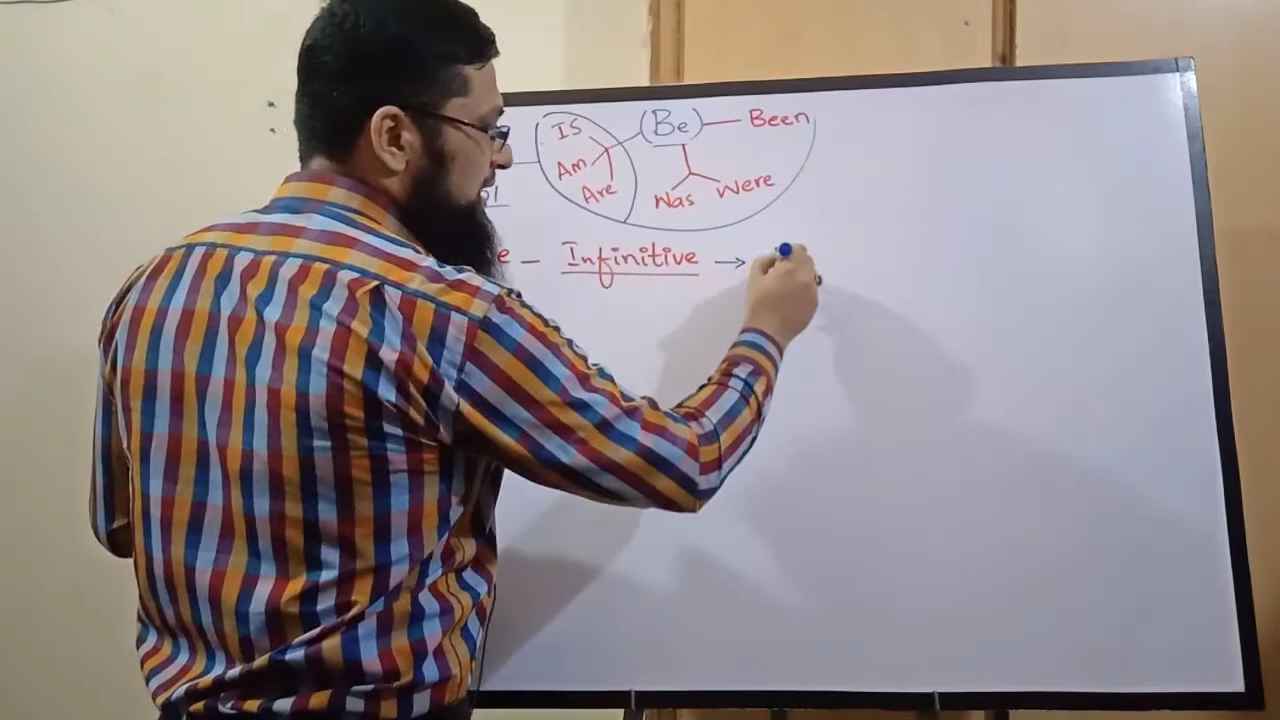 Is (Be) — Been
Am
Are Was Were
e – Infinitive →